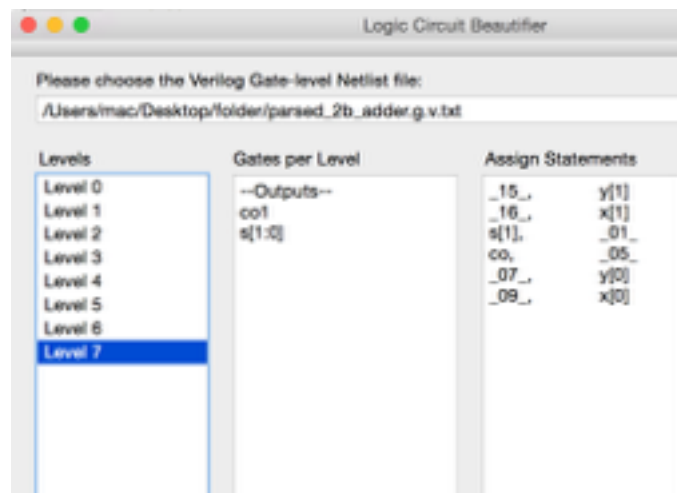 Logic Circuit Beautifier
Please choose the Verilog Gate-level Netlist file:
/Users/mac/Desktop/folder/parsed_2b_adder.g.v.txt
Levels
Level 0
Level 1
Level 2
Level 3
Level 4
Level 5
Level 6
Level 7
Gates per Level
--Outputs--
co1
s[1:0]
Assign Statements
_15_, y[1]
_16_, x[1]
s[1], _01_
co, _05_
_07_, y[0]
_09_, x[0]